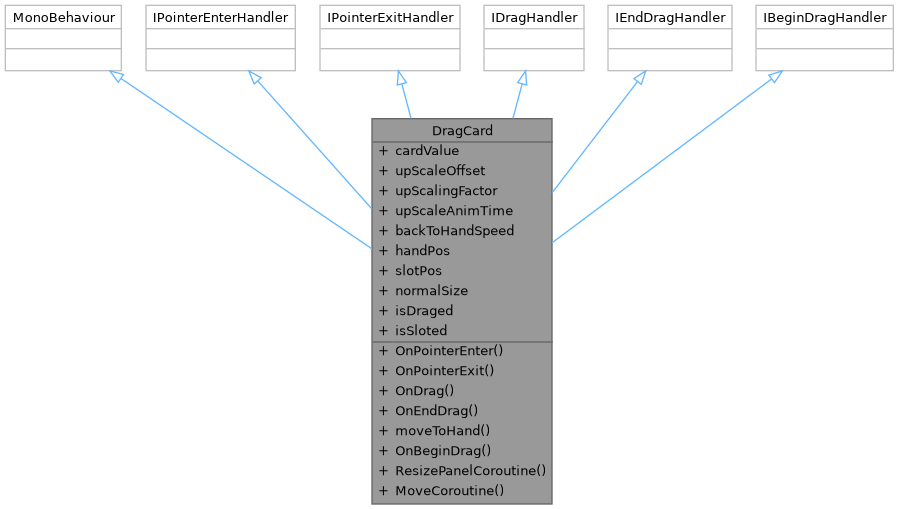 MonoBehaviour
IPointerEnterHandler
IPointerExitHandler
IDragHandler
IEndDragHandler
IBeginDragHandler
DragCard
+ cardValue
+ upScaleOffset
+ upScalingFactor
+ upScaleAnimTime
+ backToHandSpeed
+ handPos
+ slotPos
+ normalSize
+ isDraged
+ isSloted
+ OnPointerEnter()
+ OnPointerExit()
+ OnDrag()
+ OnEndDrag()
+ moveToHand()
+ OnBeginDrag()
+ ResizePanelCoroutine()
+ MoveCoroutine()